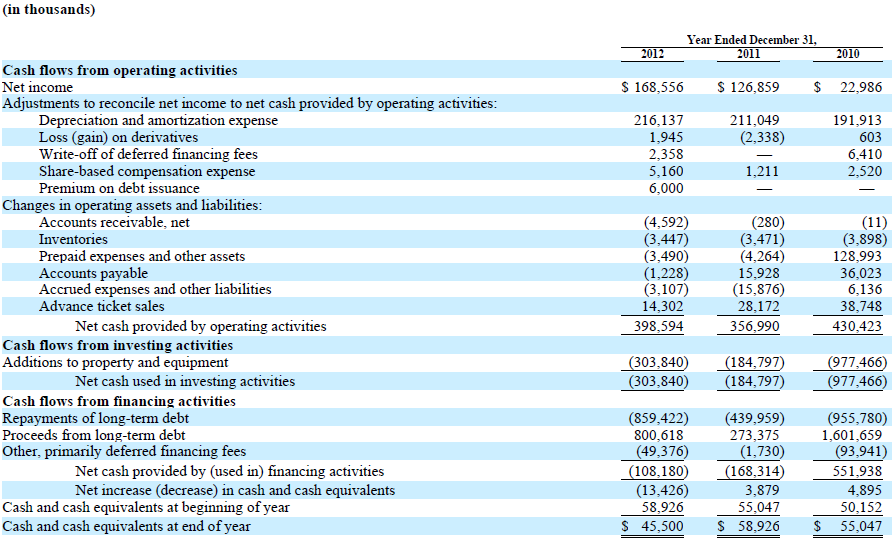 (in thousands)
Year Ended December 31,
2012 2011 2010
Cash flows from operating activities
Net income $ 168,556 $ 126,859 $ 22,986
Adjustments to reconcile net income to net cash provided by operating activities:
Depreciation and amortization expense 216,137 211,049 191,913
Loss (gain) on derivatives 1,945 (2,338) 603
Write-off of deferred financing fees 2,358 — 6,410
Share-based compensation expense 5,160 1,211 2,520
Premium on debt issuance 6,000 — —
Changes in operating assets and liabilities:
Accounts receivable, net (4,592) (280) (11)
Inventories (3,447) (3,471) (3,898)
Prepaid expenses and other assets (3,490) (4,264) 128,993
Accounts payable (1,228) 15,928 36,023
Accrued expenses and other liabilities (3,107) (15,876) 6,136
Advance ticket sales 14,302 28,172 38,748
Net cash provided by operating activities 398,594 356,990 430,423
Cash flows from investing activities
Additions to property and equipment (303,840) (184,797) (977,466)
Net cash used in investing activities (303,840) (184,797) (977,466)
Cash flows from financing activities
Repayments of long-term debt (859,422) (439,959) (955,780)
Proceeds from long-term debt 800,618 273,375 1,601,659
Other, primarily deferred financing fees (49,376) (1,730) (93,941)
Net cash provided by (used in) financing activities (108,180) (168,314) 551,938
Net increase (decrease) in cash and cash equivalents (13,426) 3,879 4,895
Cash and cash equivalents at beginning of year 58,926 55,047 50,152
Cash and cash equivalents at end of year $ 45,500 $ 58,926 $ 55,047